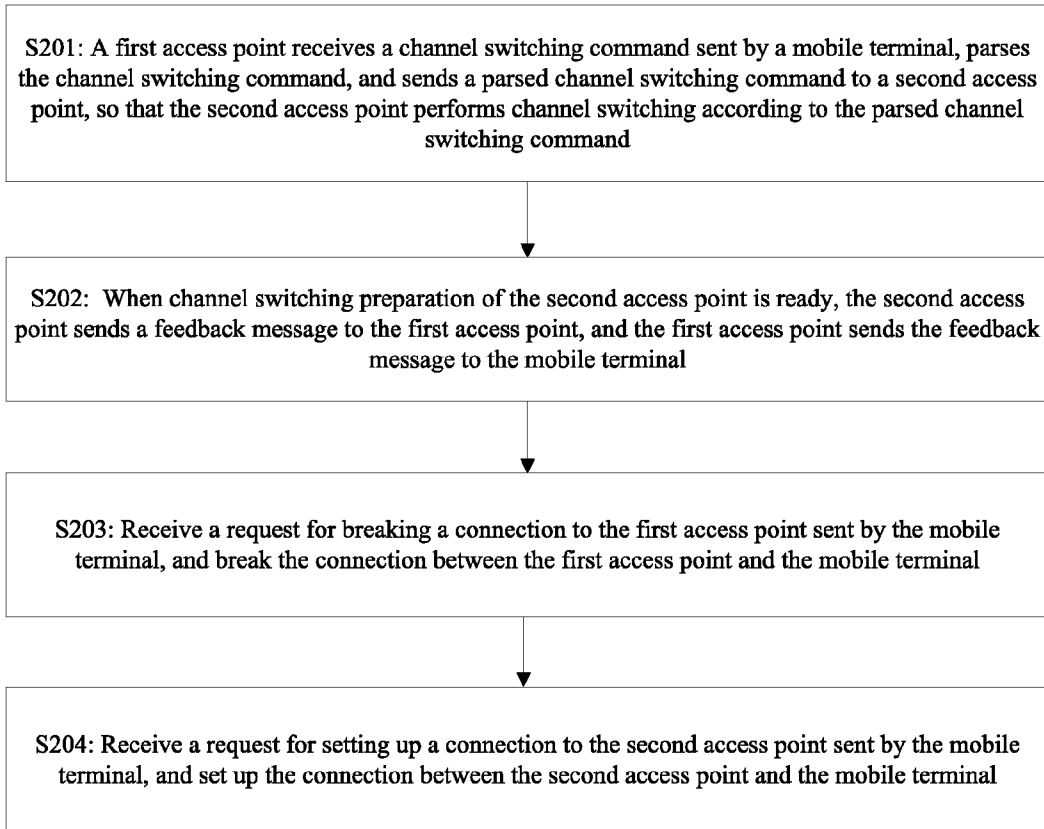 S201: A first access point receives a channel switching command sent by a mobile terminal, parses
the channel switching command, and sends a parsed channel switching command to a second access
point, so that the second access point performs channel switching according to the parsed channel
switching command
S202: When channel switching preparation of the second access point is ready, the second access
point sends a feedback message to the first access point, and the first access point sends the feedback
message to the mobile terminal
S203: Receive a request for breaking a connection to the first access point sent by the mobile
terminal, and break the connection between the first access point and the mobile terminal
S204: Receive a request for setting up a connection to the second access point sent by the mobile
terminal, and set up the connection between the second access point and the mobile terminal